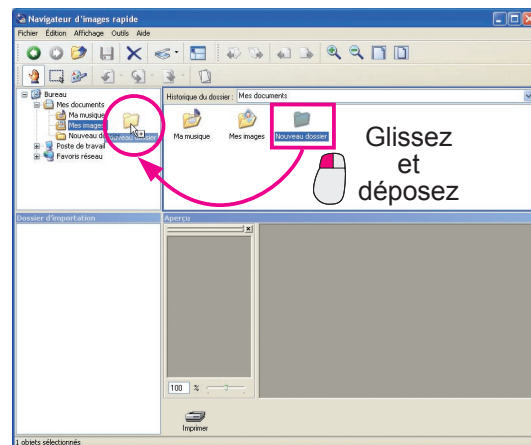 Navigateur d'images rapide
Fichier Édition Affichage Outils Aide
Bureau
Mes documents
Ma musique
Mes images
Nouveau do
Nouveau dossier
Poste de travail
Favoris réseau
Historique du dossier : Mes documents
Ma musique
Mes images
Nouveau dossier
Glissez
et
déposez
Dossier d'importation
Aperçu
100 %
Imprimer
1 objets sélectionnés